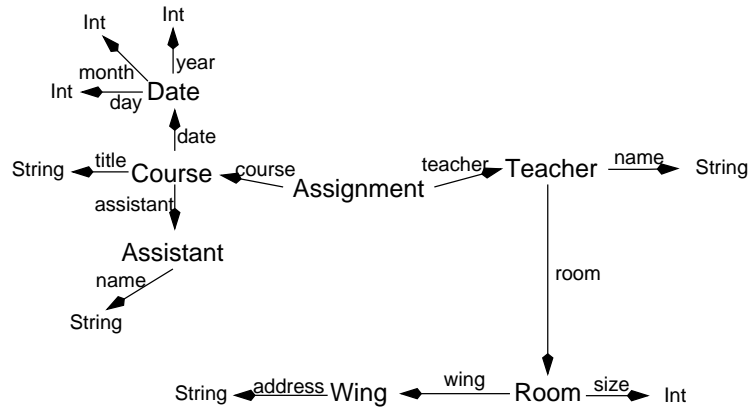 Int
Int
month
year
Int
day
Date
date
String
title
Course
course
Assignment
teacher
Teacher
name
String
assistant
Assistant
name
String
room
String
address
Wing
wing
Room
size
Int